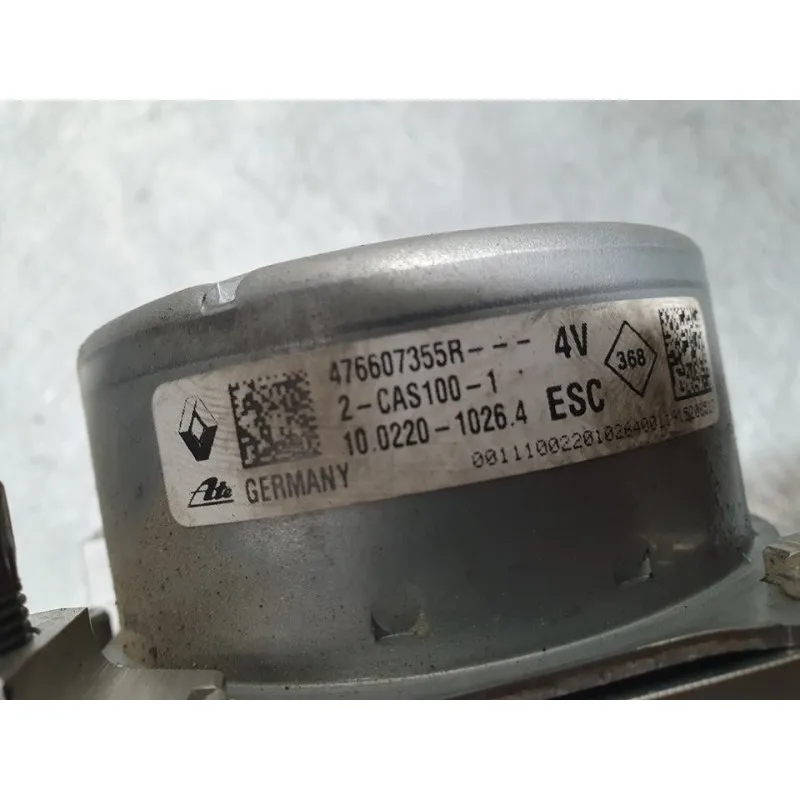 476607355R--- 4V
368
2-CAS100-1
10.0220-1026.4 ESC
Ate GERMANY